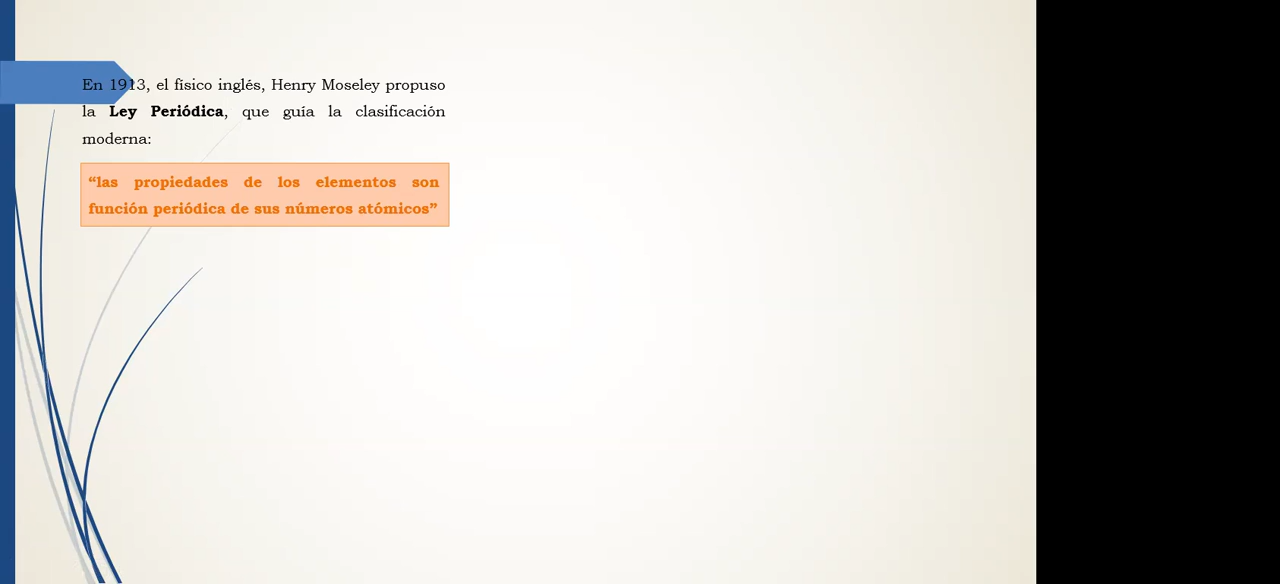 En 1913, el físico inglés, Henry Moseley propuso
la Ley Periódica, que guía la clasificación
moderna:
“las propiedades de los elementos son
función periódica de sus números atómicos”